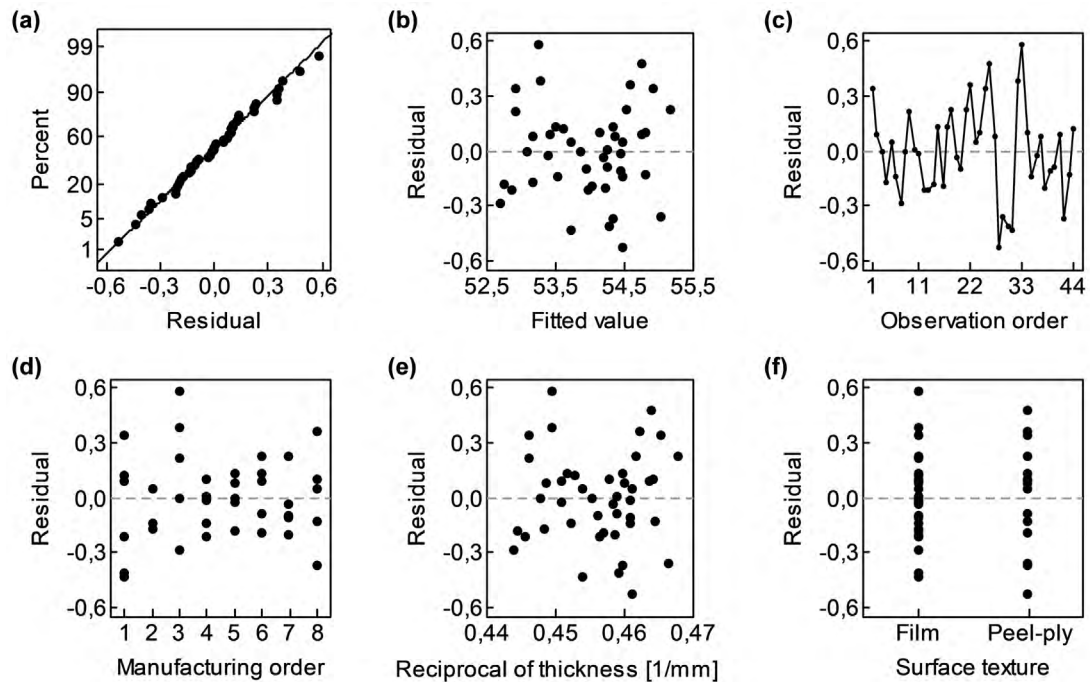 (a)
Percent
99
90
60
20
5
1
-0,6 -0,3 0,0 0,3 0,6
Residual
(b)
Residual
0,6
0,3
0,0
-0,3
-0,6
52,5 53,5 54,5 55,5
Fitted value
(c)
Residual
0,6
0,3
0,0
-0,3
-0,6
1 11 22 33 44
Observation order
(d)
Residual
0,6
0,3
0,0
-0,3
-0,6
1 2 3 4 5 6 7 8
Manufacturing order
(e)
Residual
0,6
0,3
0,0
-0,3
-0,6
0,44 0,45 0,46 0,47
Reciprocal of thickness [1/mm]
(f)
Residual
0,6
0,3
0,0
-0,3
-0,6
Film Peel-ply
Surface texture